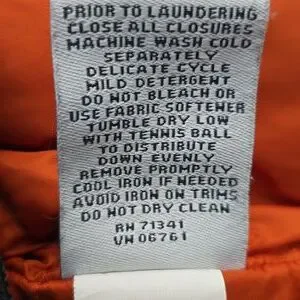 PRIOR TO LAUNDERING
CLOSE ALL CLOSURES
MACHINE WASH COLD
SEPARATELY
DELICATE CYCLE
MILD DETERGENT
DO NOT BLEACH OR
USE FABRIC SOFTENER
TUMBLE DRY LOW
WITH TENNIS BALL
TO DISTRIBUTE
DOWN EVENLY
REMOVE PROMPTLY
COOL IRON IF NEEDED
AVOID IRON ON TRIMS
DO NOT DRY CLEAN
RN 71341
VN 06761